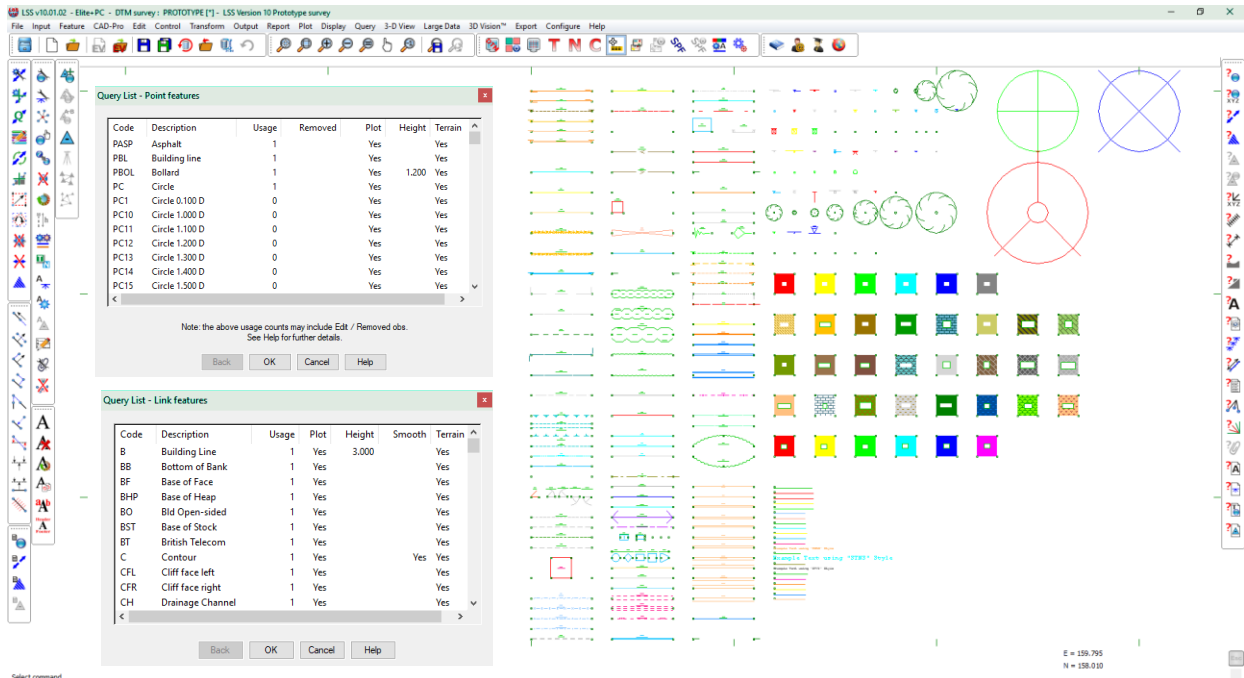 LSS v10.01.02 - Elite+PC - DTM survey : PROTOTYPE [*] - LSS Version 10 Prototype survey
File Input Feature CAD-Pro Edit Control Transform Output Report Plot Display Query 3-D View Large Data 3D Vision™ Export Configure Help
Query List - Point features
Code Description Usage Removed Plot Height Terrain
PASP Asphalt 1 Yes Yes
PBL Building line 1 Yes Yes
PBOL Bollard 1 Yes 1.200 Yes
PC Circle 1 Yes Yes
PC1 Circle 0.100 D 0 Yes Yes
PC10 Circle 1.000 D 0 Yes Yes
PC11 Circle 1.100 D 0 Yes Yes
PC12 Circle 1.200 D 0 Yes Yes
PC13 Circle 1.300 D 0 Yes Yes
PC14 Circle 1.400 D 0 Yes Yes
PC15 Circle 1.500 D 0 Yes Yes
Note: the above usage counts may include Edit / Removed obs.
See Help for further details.
Back OK Cancel Help
Query List - Link features
Code Description Usage Plot Height Smooth Terrain
B Building Line 1 Yes 3.000 Yes
BB Bottom of Bank 1 Yes Yes
BF Base of Face 1 Yes Yes
BHP Base of Heap 1 Yes Yes
BO Bld Open-sided 1 Yes Yes
BST Base of Stock 1 Yes Yes
BT British Telecom 1 Yes Yes
C Contour 1 Yes Yes Yes
CFL Cliff face left 1 Yes Yes
CFR Cliff face right 1 Yes Yes
CH Drainage Channel 1 Yes Yes
Back OK Cancel Help
E = 159.795
N = 158.010
Select command